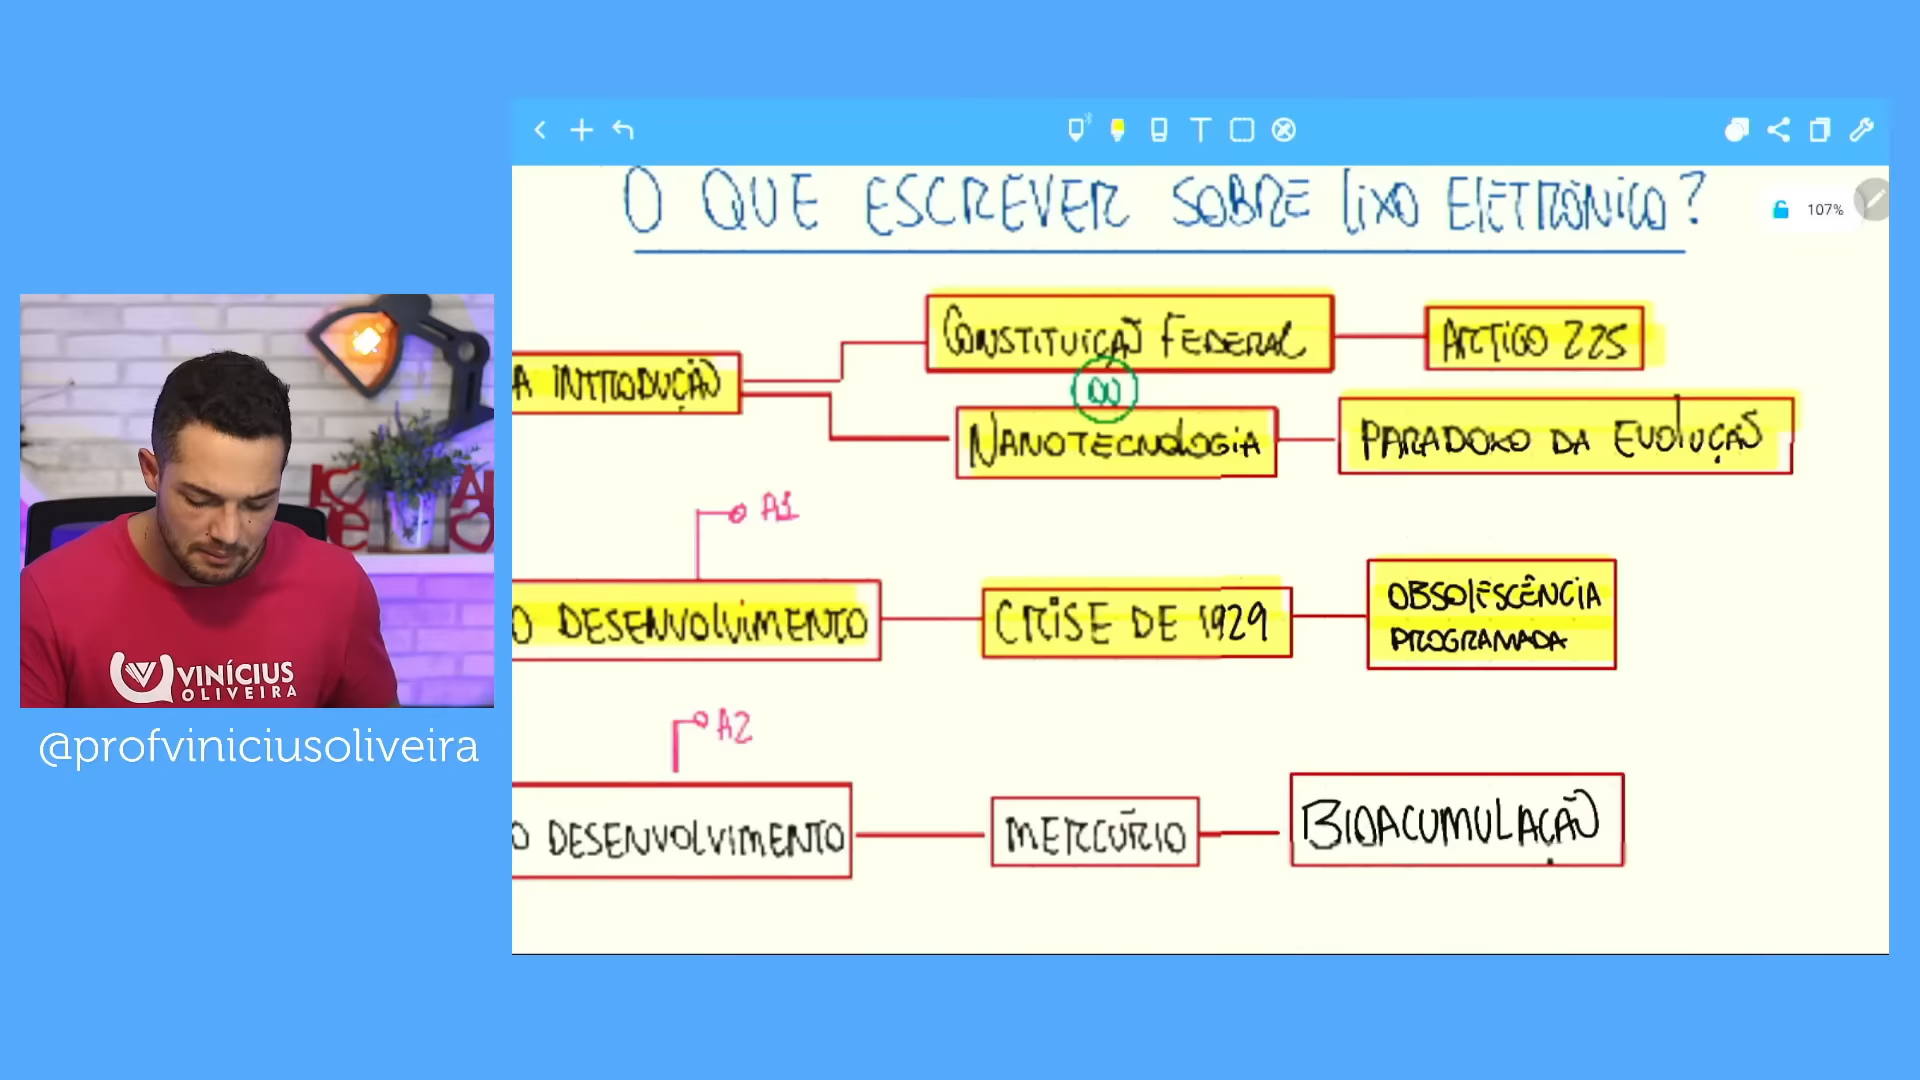 T
O QUE ESCREVER SOBRE LIXO ELETRÔNICO?
107%
CONSTITUIÇÃO FEDERAL
ARTIGO 225
A INTRODUÇÃO
OU
NANOTECNOLOGIA
PARADOXO DA EVOLUÇÃO
A1
O DESENVOLVIMENTO
CRISE DE 1929
OBSOLESCÊNCIA
PROGRAMADA
VINÍCIUS
OLIVEIRA
@profviniciusoliveira
A2
O DESENVOLVIMENTO
MERCÚRIO
BIOACUMULAÇÃO